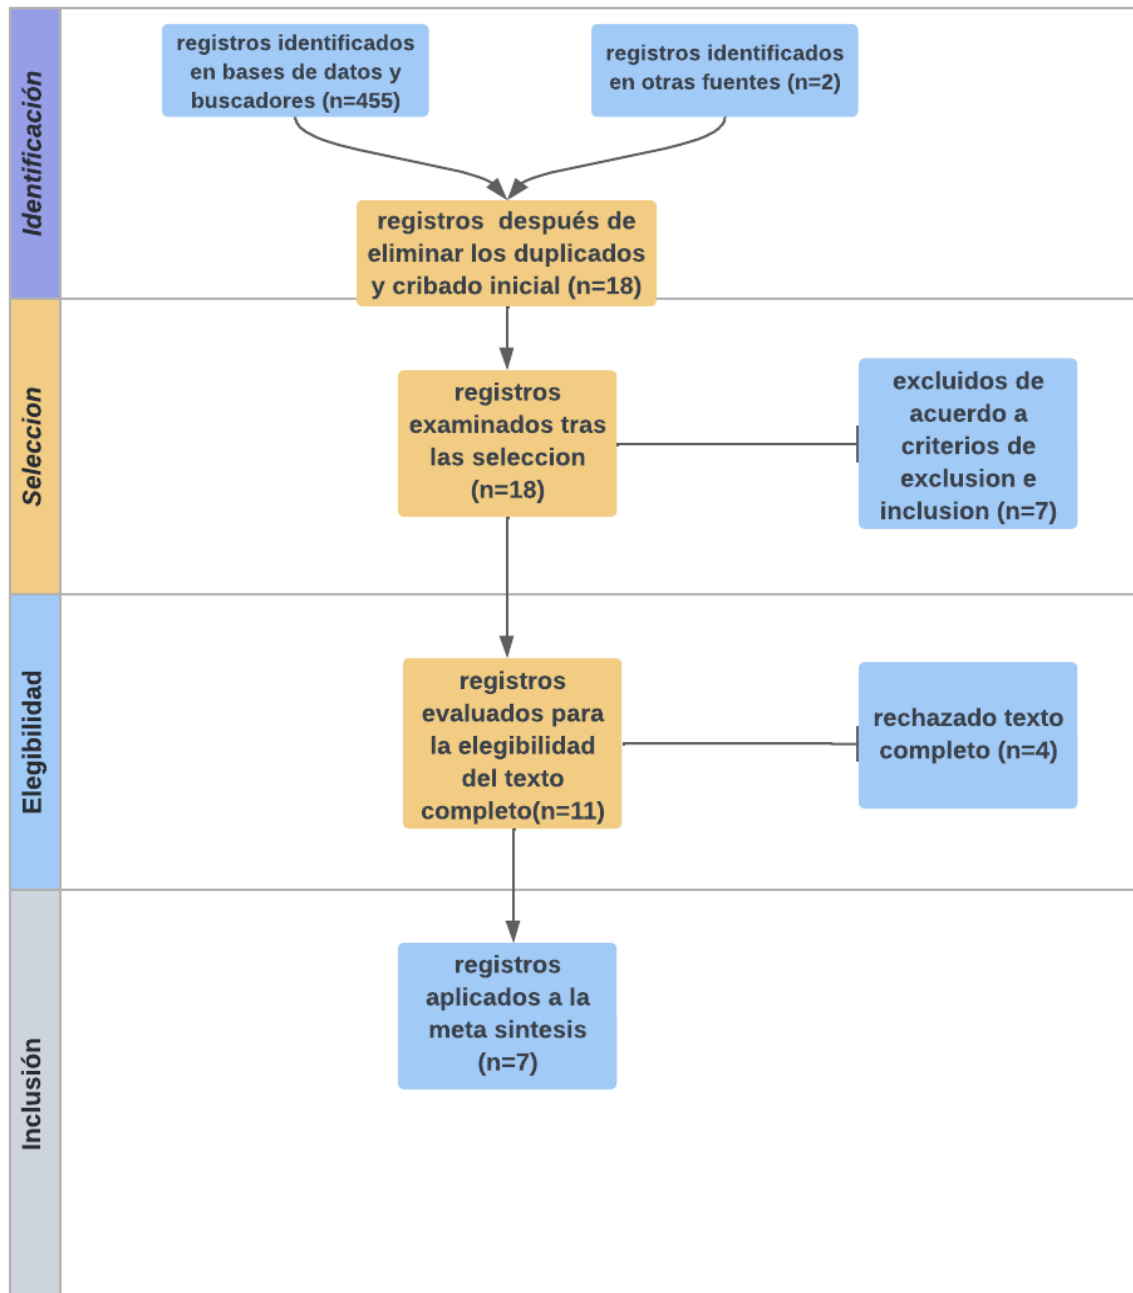 Identificación
registros identificados
en bases de datos y
buscadores (n=455)
registros identificados
en otras fuentes (n=2)
registros  después de
eliminar los duplicados
y cribado inicial (n=18)
Seleccion
registros
examinados tras
las seleccion
(n=18)
excluidos de
acuerdo a
criterios de
exclusion e
inclusion (n=7)
Elegibilidad
registros
evaluados para
la elegibilidad
del texto
completo(n=11)
rechazado texto
completo (n=4)
Inclusión
registros
aplicados a la
meta sintesis
(n=7)